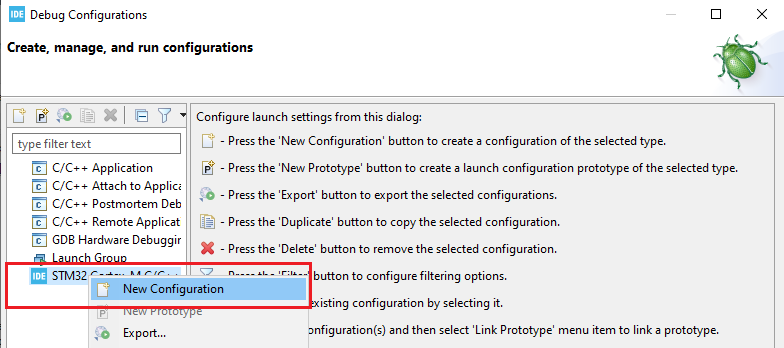 IDE Debug Configurations
Create, manage, and run configurations
type filter text
C/C++ Application
C/C++ Attach to Applica
C/C++ Postmortem Deb
C/C++ Remote Applicat
GDB Hardware Debuggin
Launch Group
IDE STM32 Cortex-M C/C++
New Configuration
New Prototype
Export...
Configure launch settings from this dialog:
- Press the 'New Configuration' button to create a configuration of the selected type.
P - Press the 'New Prototype' button to create a launch configuration prototype of the selected type.
- Press the 'Export' button to export the selected configurations.
- Press the 'Duplicate' button to copy the selected configuration.
- Press the 'Delete' button to remove the selected configuration.
- Press the 'Filter' button to configure filtering options.
existing configuration by selecting it.
onfiguration(s) and then select 'Link Prototype' menu item to link a prototype.